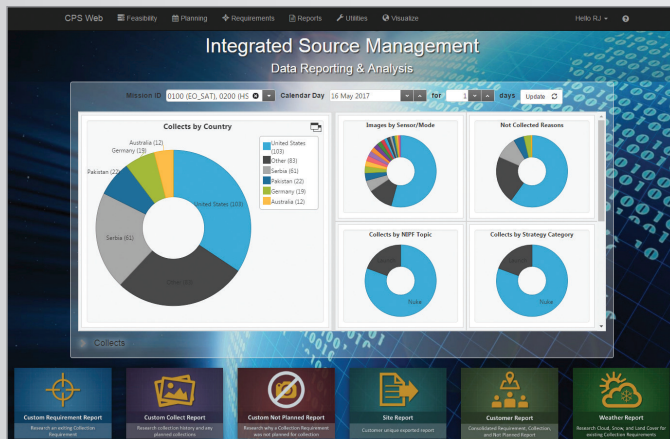 CPS Web Feasibility Planning Requirements Reports Utilities Visualize Hello RJ
Integrated Source Management
Data Reporting & Analysis
Mission ID 0100 (EO_SAT), 0200 (HS Calendar Day 16 May 2017 for 1 days Update
Collects by Country
Australia (12)
Germany (19)
Pakistan (22)
Serbia (61)
United States (103)
Other (83)
United States
(103)
Other (83)
Serbia (61)
Pakistan (22)
Germany (19)
Australia (12)
Images by Sensor/Mode
Not Collected Reasons
Collects by NIPF Topic
Nuke
Collects by Strategy Category
Nuke
Collects
Custom Requirement Report
Research an exiting Collection
Requirement
Custom Collect Report
Research collection history and any
planned collections
Custom Not Planned Report
Research why a Collection Requirement
was not planned for collection
Site Report
Customer unique exported report
Customer Report
Consolidated Requirement, Collection,
and Not Planned Report
Weather Report
Research Cloud, Snow, and Land Cover for
existing Collection Requirements